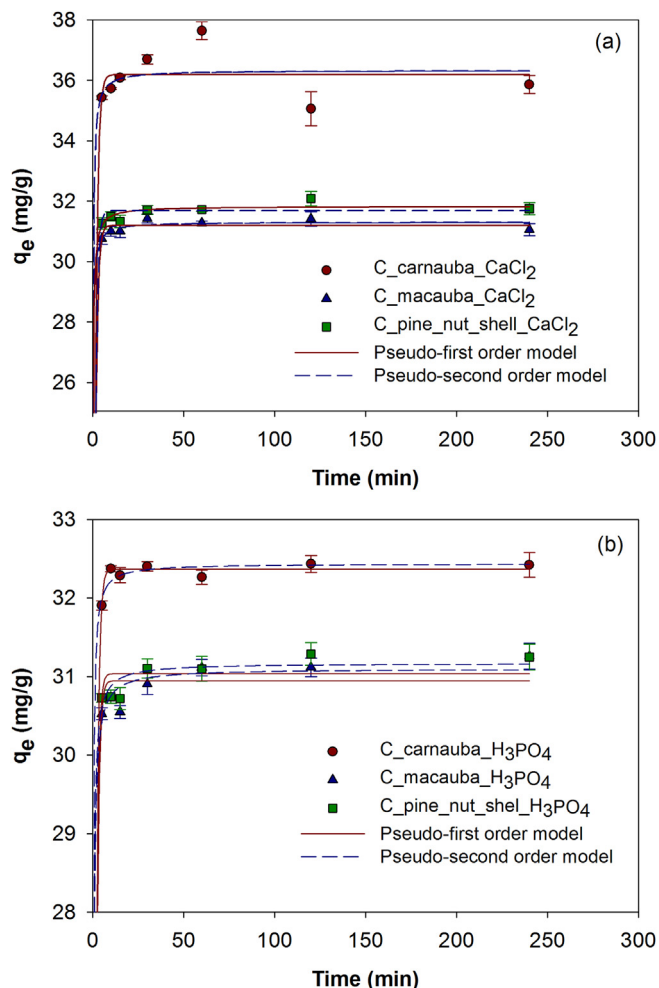 (a)
38
36
34
32
30
28
26
qe (mg/g)
C_carnauba_CaCl2
C_macauba_CaCl2
C_pine_nut_shell_CaCl2
Pseudo-first order model
Pseudo-second order model
0 50 100 150 200 250 300
Time (min)
(b)
33
32
31
30
29
28
qe (mg/g)
C_carnauba_H3PO4
C_macauba_H3PO4
C_pine_nut_shel_H3PO4
Pseudo-first order model
Pseudo-second order model
0 50 100 150 200 250 300
Time (min)